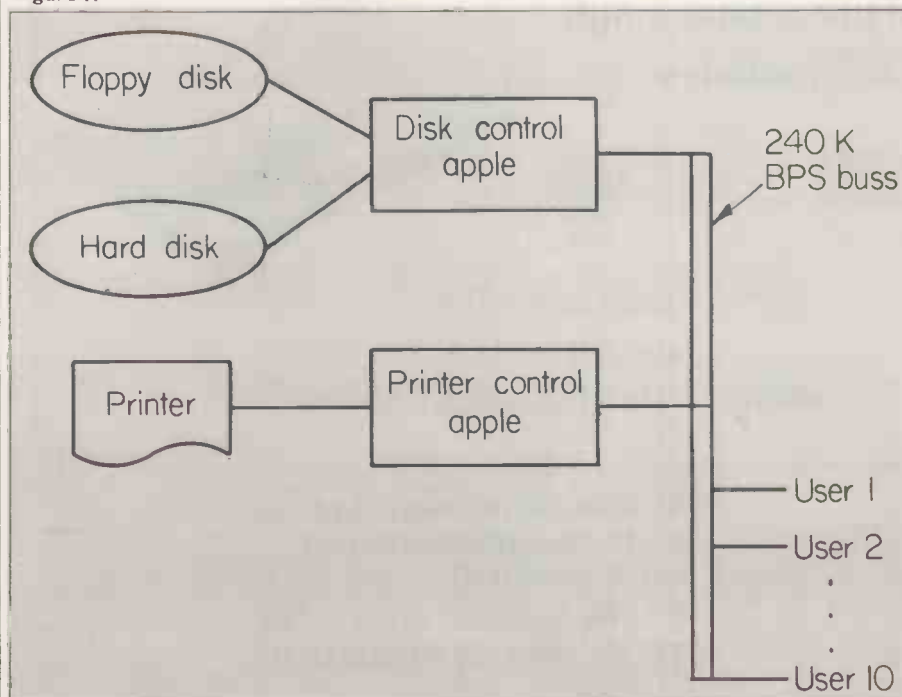 Floppy disk
Disk control
apple
240 K
BPS buss
Hard disk
Printer
Printer control
apple
User 1
User 2
User 10